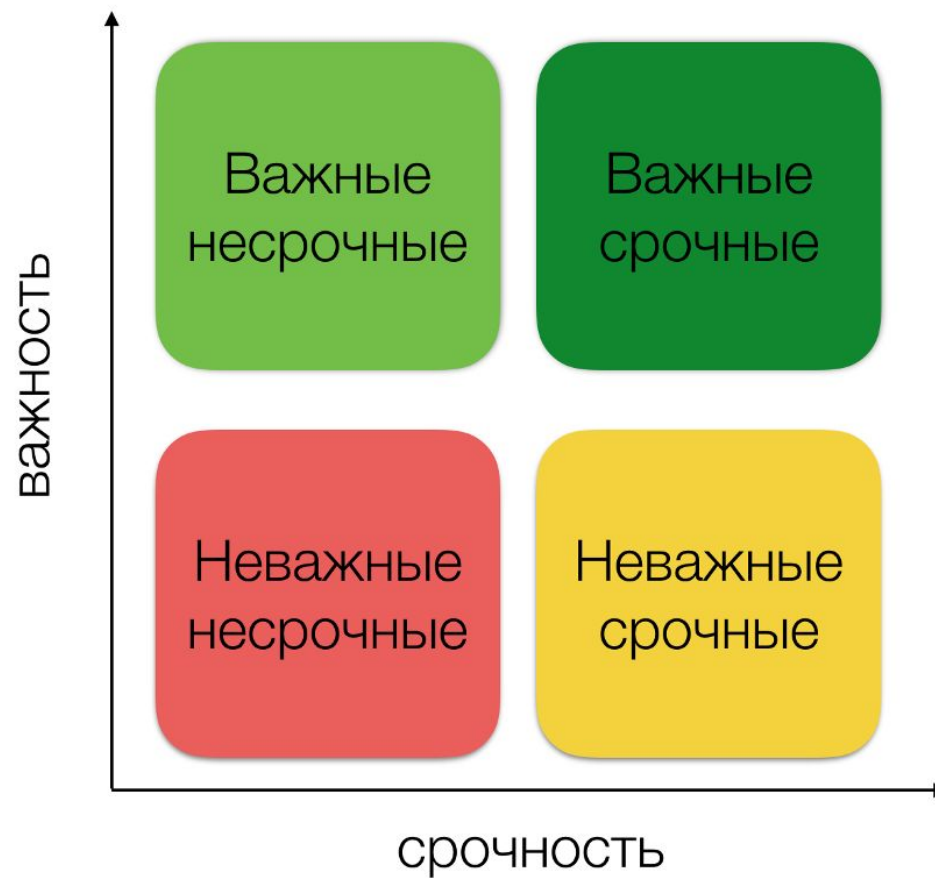 Важные
несрочные
Важные
срочные
важность
Неважные
несрочные
Неважные
срочные
срочность